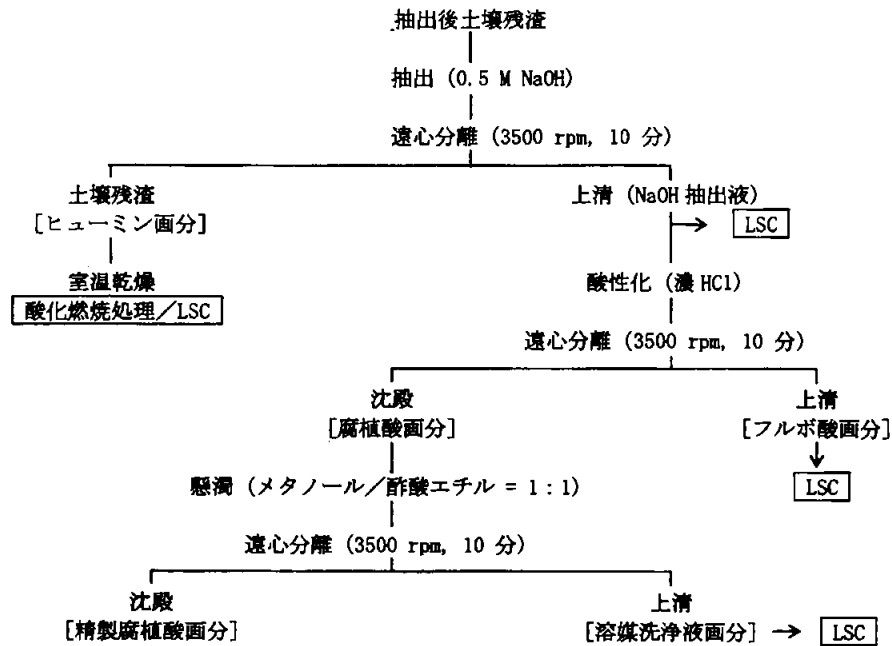 抽出後土壌残渣
抽出 (0.5 M NaOH)
遠心分離 (3500 rpm, 10 分)
土壌残渣
[ヒューミン画分]
室温乾燥
酸化燃焼処理/LSC
上清 (NaOH 抽出液)
→ LSC
酸性化 (濃 HCl)
遠心分離 (3500 rpm, 10 分)
沈殿
[腐植酸画分]
上清
[フルボ酸画分]
LSC
懸濁 (メタノール/酢酸エチル = 1 : 1)
遠心分離 (3500 rpm, 10 分)
沈殿
[精製腐植酸画分]
上清
[溶媒洗浄液画分] → LSC